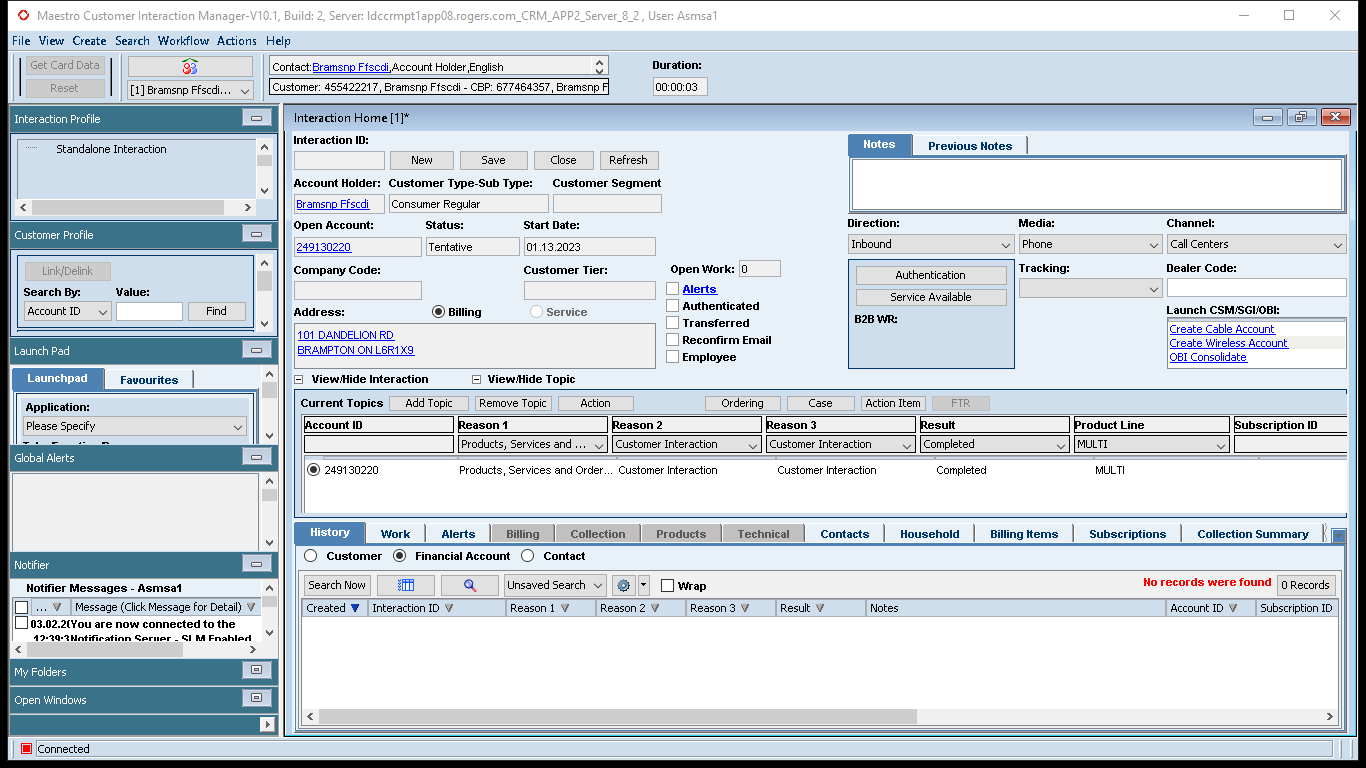 Maestro Customer Interaction Manager-V10.1, Build: 2, Server: ldccrmpt1app08.rogers.com_CRM_APP2_Server_8_2 , User: Asmsa1
File View Create Search Workflow Actions Help
Get Card Data
Reset
[1] Bramsnp Ffscdi...
Contact:Bramsnp Ffscdi,Account Holder,English
Customer: 455422217, Bramsnp Ffscdi - CBP: 677464357, Bramsnp F
Duration:
00:00:03
Interaction Profile
Standalone Interaction
Customer Profile
Link/Delink
Search By: Value:
Account ID Find
Launch Pad
Launchpad Favourites
Application:
Please Specify
Global Alerts
Notifier
Notifier Messages - Asmsa1
... Message (Click Message for Detail)
03.02.2( You are now connected to the
12:39:3 Notification Server - SLM Enabled
My Folders
Open Windows
Interaction Home [1]*
Interaction ID:
New Save Close Refresh
Account Holder: Customer Type-Sub Type: Customer Segment
Bramsnp Ffscdi Consumer Regular
Open Account: Status: Start Date:
249130220 Tentative 01.13.2023
Company Code: Customer Tier:
Address: Billing Service
101 DANDELION RD
BRAMPTON ON L6R1X9
Open Work: 0
Alerts
Authenticated
Transferred
Reconfirm Email
Employee
Notes Previous Notes
Direction: Media: Channel:
Inbound Phone Call Centers
Authentication
Service Available
B2B WR:
Tracking: Dealer Code:
Launch CSM/SGI/OBI:
Create Cable Account
Create Wireless Account
OBI Consolidate
View/Hide Interaction View/Hide Topic
Current Topics Add Topic Remove Topic Action Ordering Case Action Item FTR
Account ID Reason 1 Reason 2 Reason 3 Result Product Line Subscription ID
Products, Services and ... Customer Interaction Customer Interaction Completed MULTI
249130220 Products, Services and Order... Customer Interaction Customer Interaction Completed MULTI
History Work Alerts Billing Collection Products Technical Contacts Household Billing Items Subscriptions Collection Summary
Customer Financial Account Contact
Search Now Unsaved Search Wrap No records were found 0 Records
Created Interaction ID Reason 1 Reason 2 Reason 3 Result Notes Account ID Subscription ID
Connected